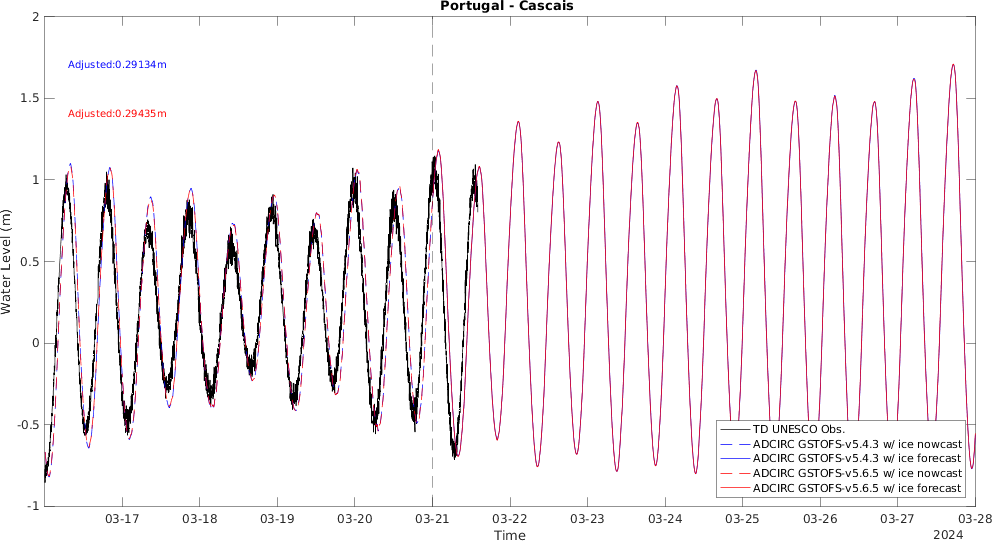 Portugal - Cascais
2
Adjusted:0.29134m
1.5
Adjusted:0.29435m
1
0.5
0
-0.5
-1
Water Level (m)
TD UNESCO Obs.
ADCIRC GSTOFS-v5.4.3 w/ ice nowcast
ADCIRC GSTOFS-v5.4.3 w/ ice forecast
ADCIRC GSTOFS-v5.6.5 w/ ice nowcast
ADCIRC GSTOFS-v5.6.5 w/ ice forecast
03-17 03-18 03-19 03-20 03-21 03-22 03-23 03-24 03-25 03-26 03-27 03-28
Time
2024